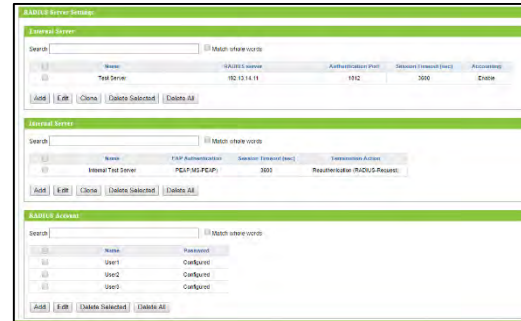 RADIUS Server Settings
External Server
Search Match whole words
Name RADIUS server Authentication Port Session Timeout (sec) Accounting
Test Server 192.13.14.11 1812 3600 Enable
Add Edit Clone Delete Selected Delete All
Internal Server
Search Match whole words
Name EAP Authentication Session Timeout (sec) Termination Action
Internal Test Server PEAP(MS-PEAP) 3600 Reauthentication (RADIUS-Request)
Add Edit Clone Delete Selected Delete All
RADIUS Account
Search Match whole words
Name Password
User1 Configured
User2 Configured
User3 Configured
Add Edit Delete Selected Delete All